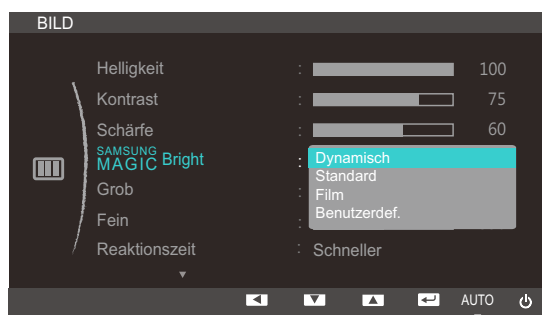 BILD
Helligkeit : 100
Kontrast : 75
Schärfe : 60
SAMSUNG
MAGIC Bright : Dynamisch
Standard
Grob : Film
Benutzerdef.
Fein :
Reaktionszeit : Schneller
AUTO